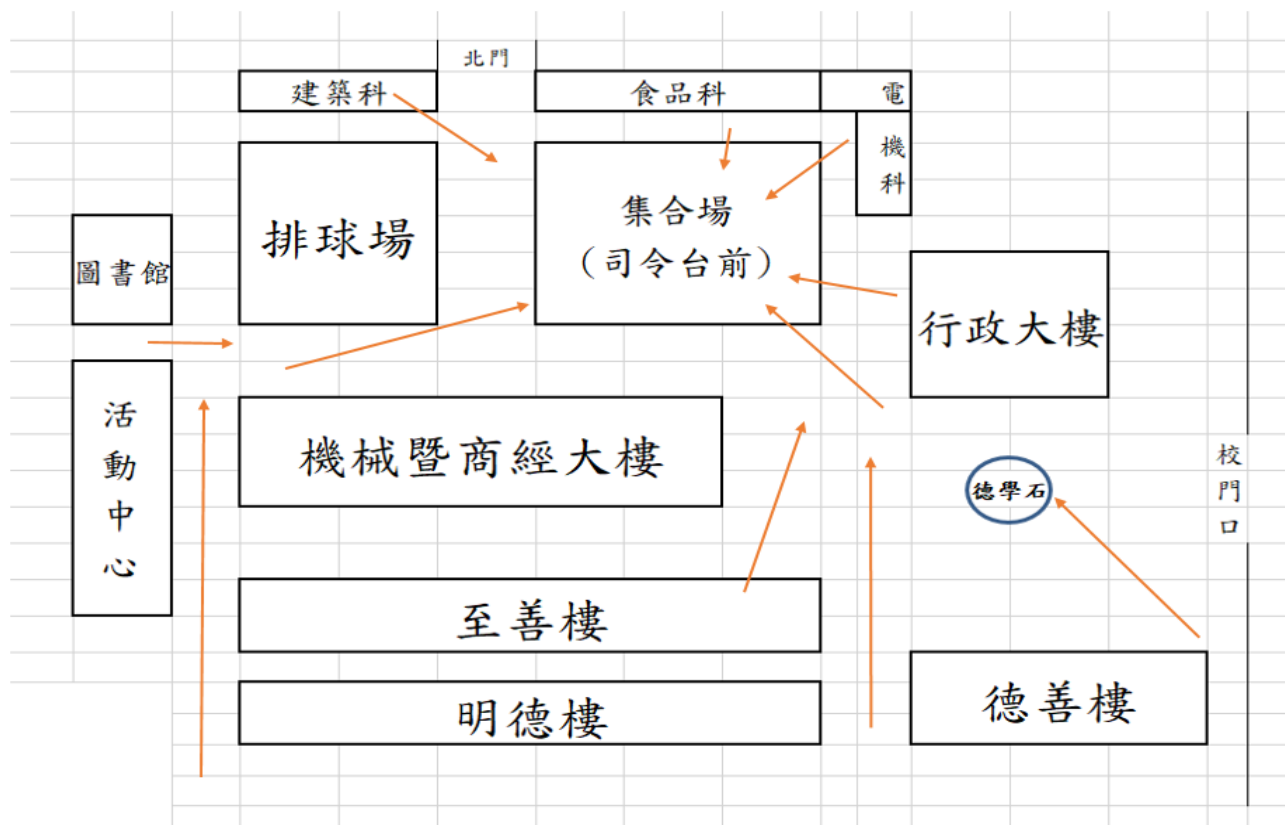 北門
建築科
食品科
電
機
科
排球場
集合場
（司令台前）
圖書館
行政大樓
活
動
中
心
機械暨商經大樓
德學石
校
門
口
至善樓
明德樓
德善樓